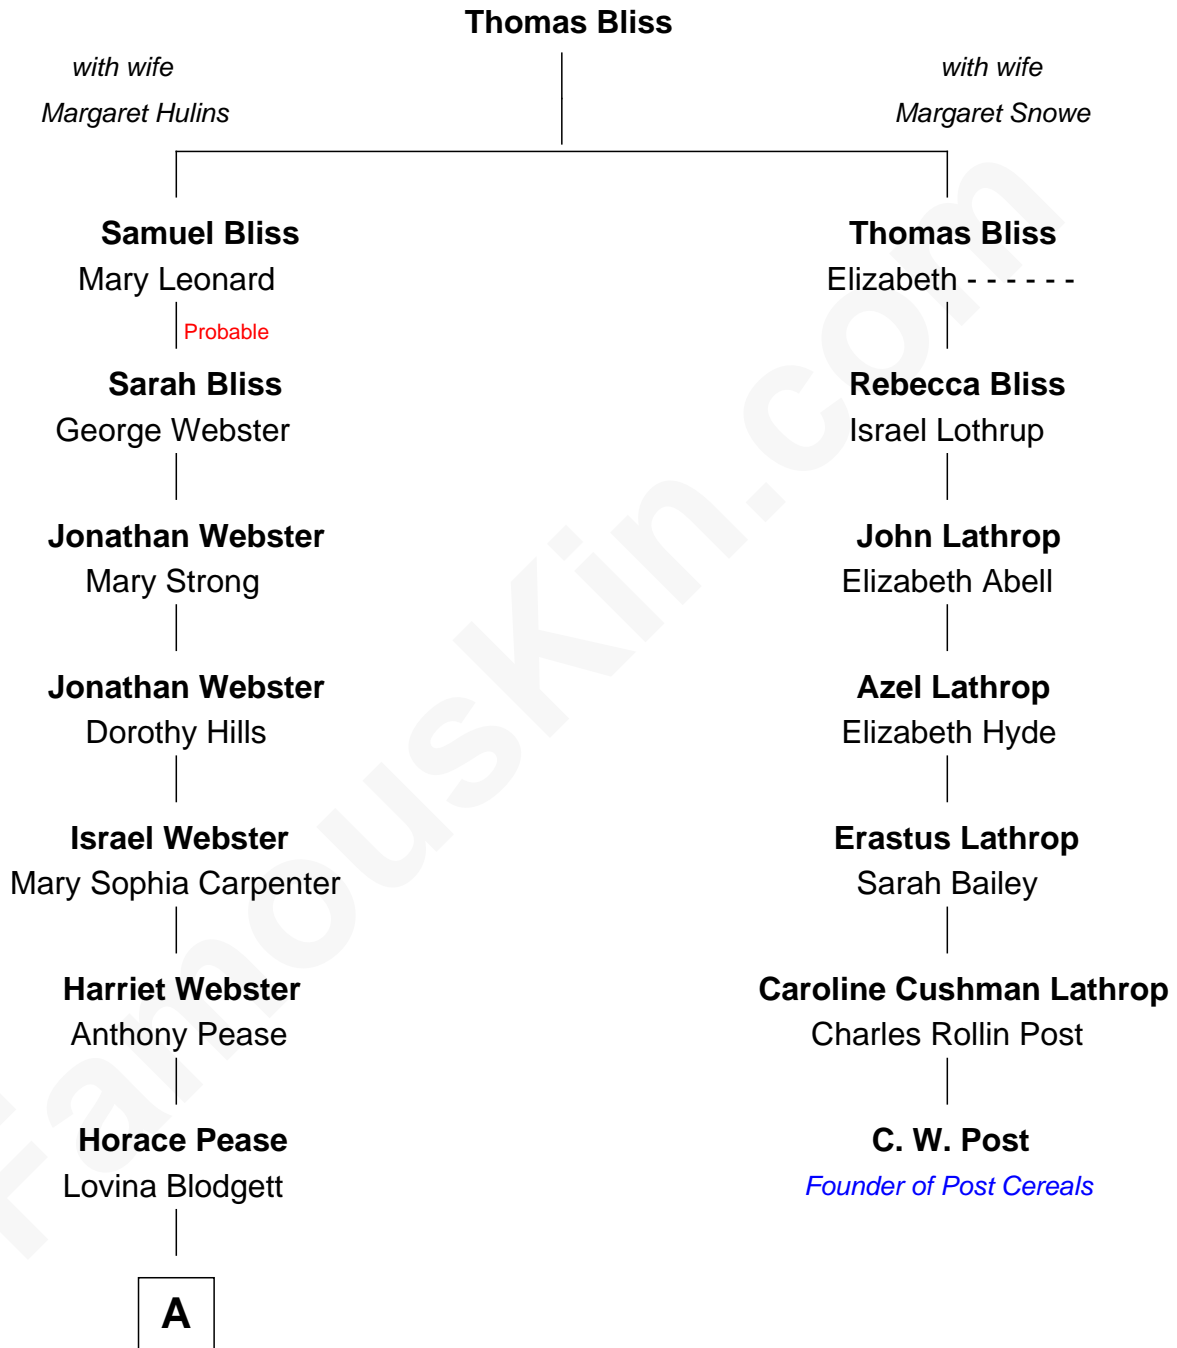 Thomas Bliss
with wife
Margaret Hulins
with wife
Margaret Snowe
Samuel Bliss
Mary Leonard
Probable
Sarah Bliss
George Webster
Jonathan Webster
Mary Strong
Jonathan Webster
Dorothy Hills
Israel Webster
Mary Sophia Carpenter
Harriet Webster
Anthony Pease
Horace Pease
Lovina Blodgett
A
Thomas Bliss
Elizabeth - - - - - -
Rebecca Bliss
Israel Lothrup
John Lathrop
Elizabeth Abell
Azel Lathrop
Elizabeth Hyde
Erastus Lathrop
Sarah Bailey
Caroline Cushman Lathrop
Charles Rollin Post
C. W. Post
Founder of Post Cereals
FamousKin.com